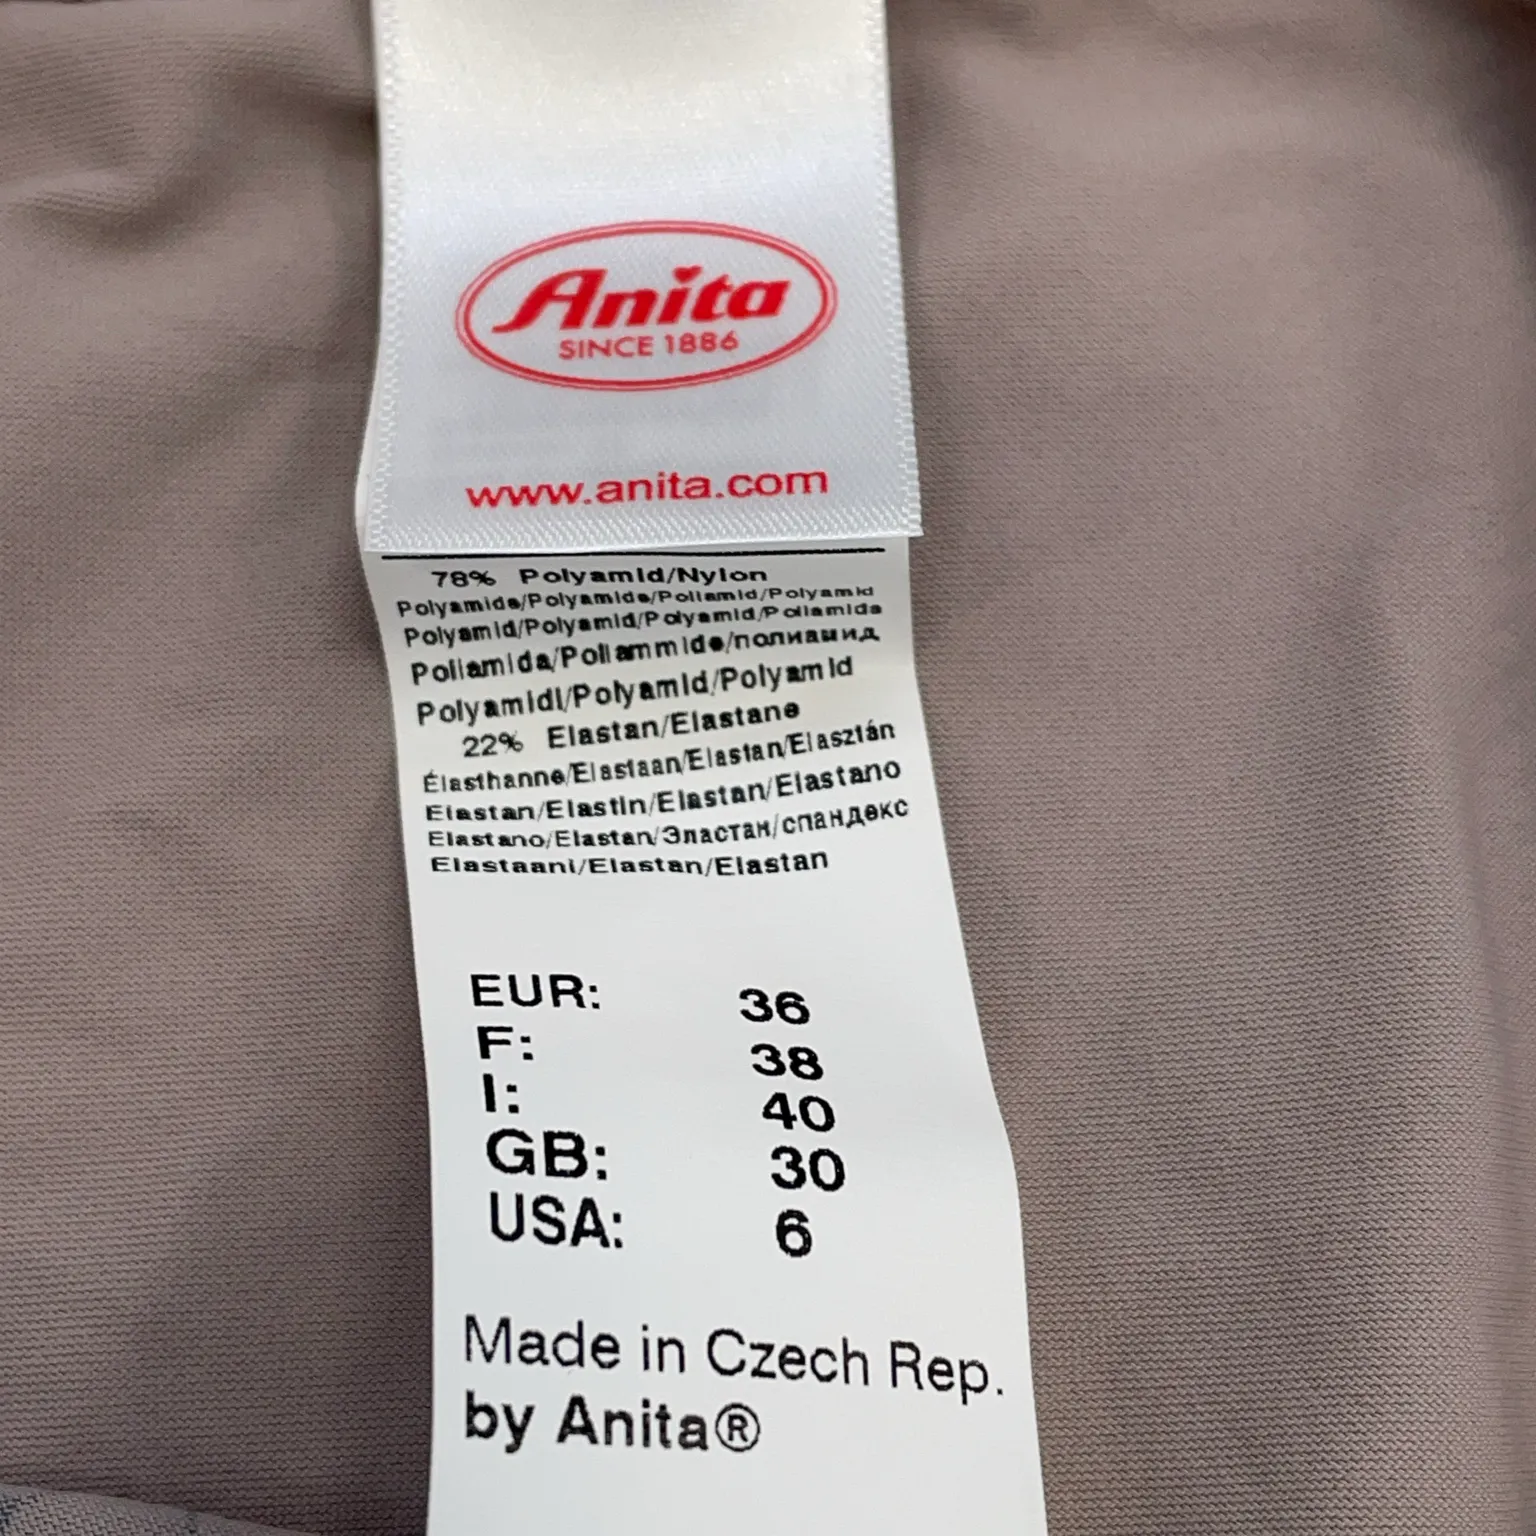 Anita
SINCE 1886
www.anita.com
78% Polyamid/Nylon
Polyamide/Polyamide/Poliamid/Polyamid
Polyamid/Polyamid/Polyamid/Poliamida
Poliamida/Poliammide/полиамид
Polyamidi/Polyamid/Polyamid
22% Elastan/Elastane
Élasthanne/Elastaan/Elastan/Elasztán
Elastan/Elastin/Elastan/Elastano
Elastano/Elastan/Эластан/спандекс
Elastaani/Elastan/Elastan
EUR: 36
F: 38
I: 40
GB: 30
USA: 6
Made in Czech Rep.
by Anita®